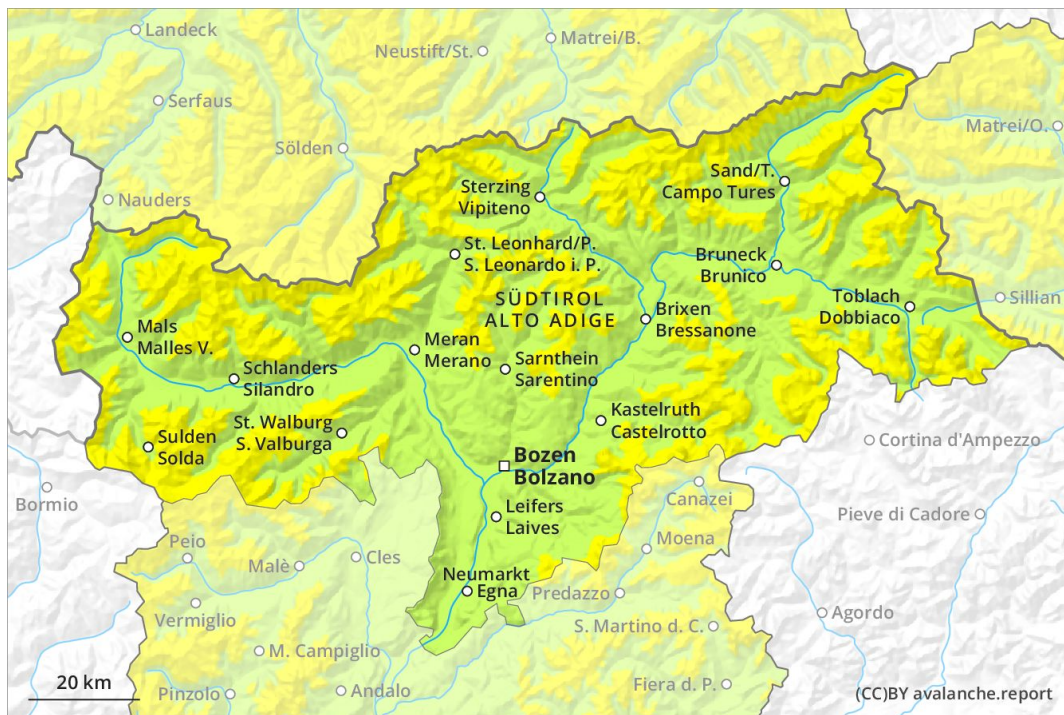 Landeck
Neustift/St.
Matrei/B.
Serfaus
Matrei/O.
Sölden
Nauders
Sterzing
Vipiteno
Sand/T.
Campo Tures
St. Leonhard/P.
S. Leonardo i. P.
Bruneck
Brunico
SÜDTIROL
ALTO ADIGE
Toblach
Dobbiaco
Sillian
Brixen
Bressanone
Mals
Malles V.
Meran
Merano
Schlanders
Silandro
Sarnthein
Sarentino
St. Walburg
S. Valburga
Kastelruth
Castelrotto
Sulden
Solda
Cortina d'Ampezzo
Bozen
Bolzano
Bormio
Canazei
Leifers
Laives
Pieve di Cadore
Moena
Peio
Malè
Cles
Neumarkt
Egna
Predazzo
Vermiglio
Agordo
S. Martino d. C.
M. Campiglio
20 km
Pinzolo
Andalo
Fiera d. P.
(CC)BY avalanche.report